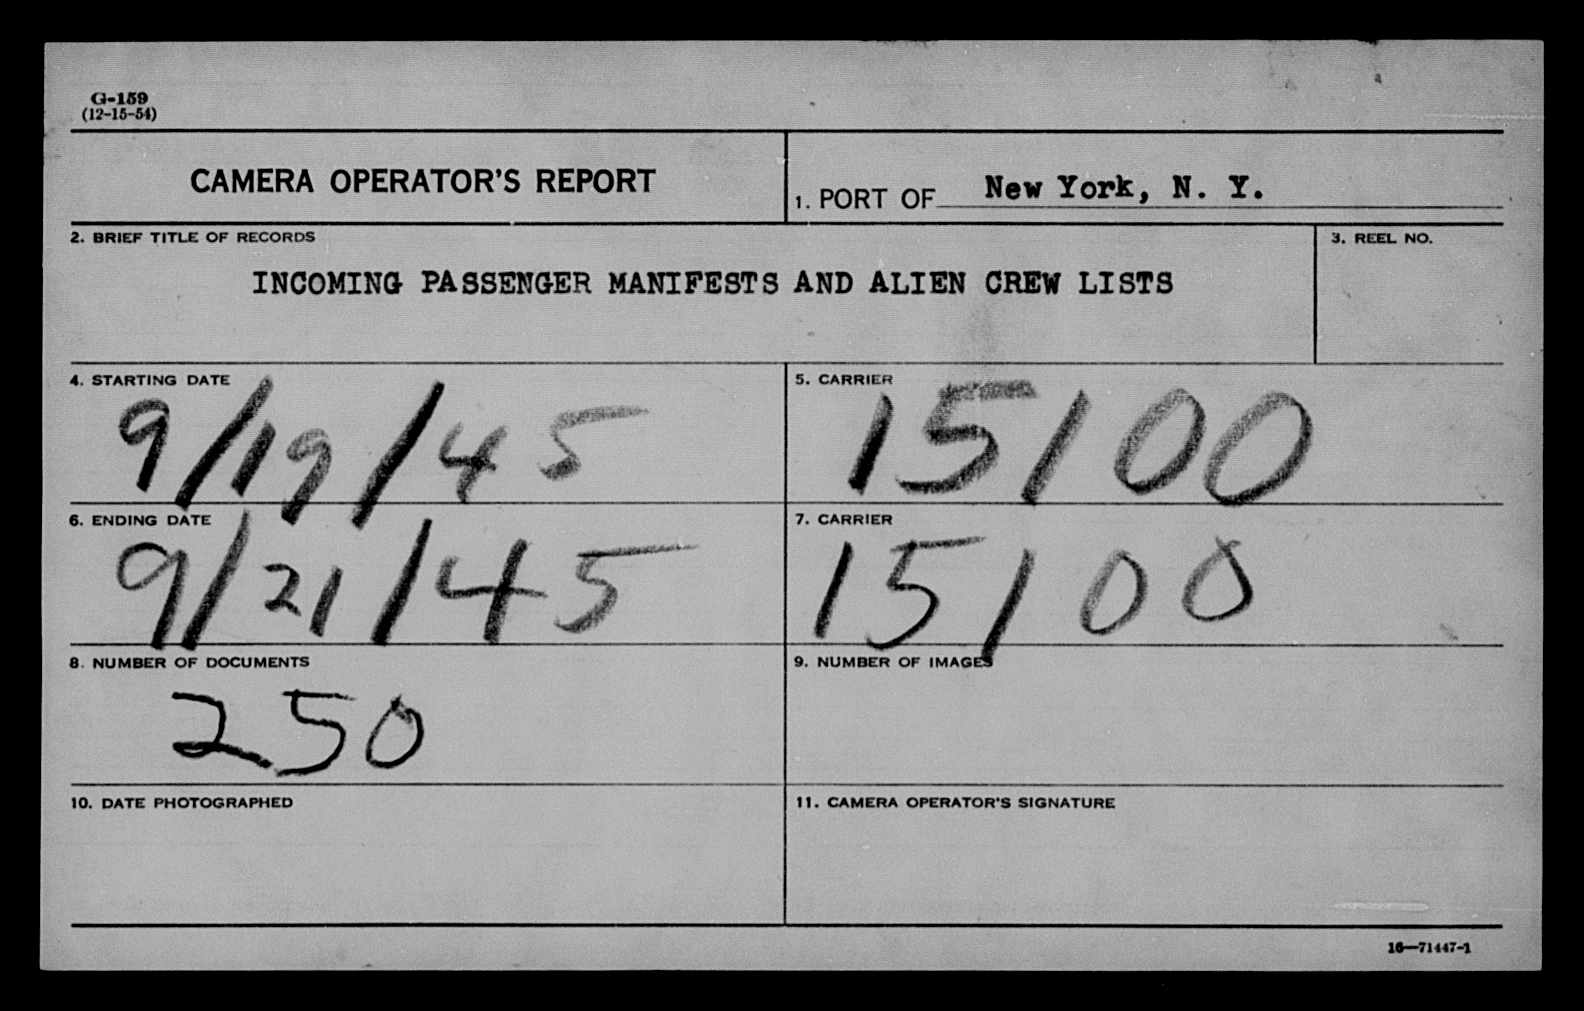 G-159
(12-15-54)
CAMERA OPERATOR'S REPORT
1. PORT OF New York, N. Y.
2. BRIEF TITLE OF RECORDS
INCOMING PASSENGER MANIFESTS AND ALIEN CREW LISTS
3. REEL NO.
4. STARTING DATE
9/19/45
5. CARRIER
15100
6. ENDING DATE
9/21/45
7. CARRIER
15100
8. NUMBER OF DOCUMENTS
250
9. NUMBER OF IMAGES
10. DATE PHOTOGRAPHED
11. CAMERA OPERATOR'S SIGNATURE
16—71447-1